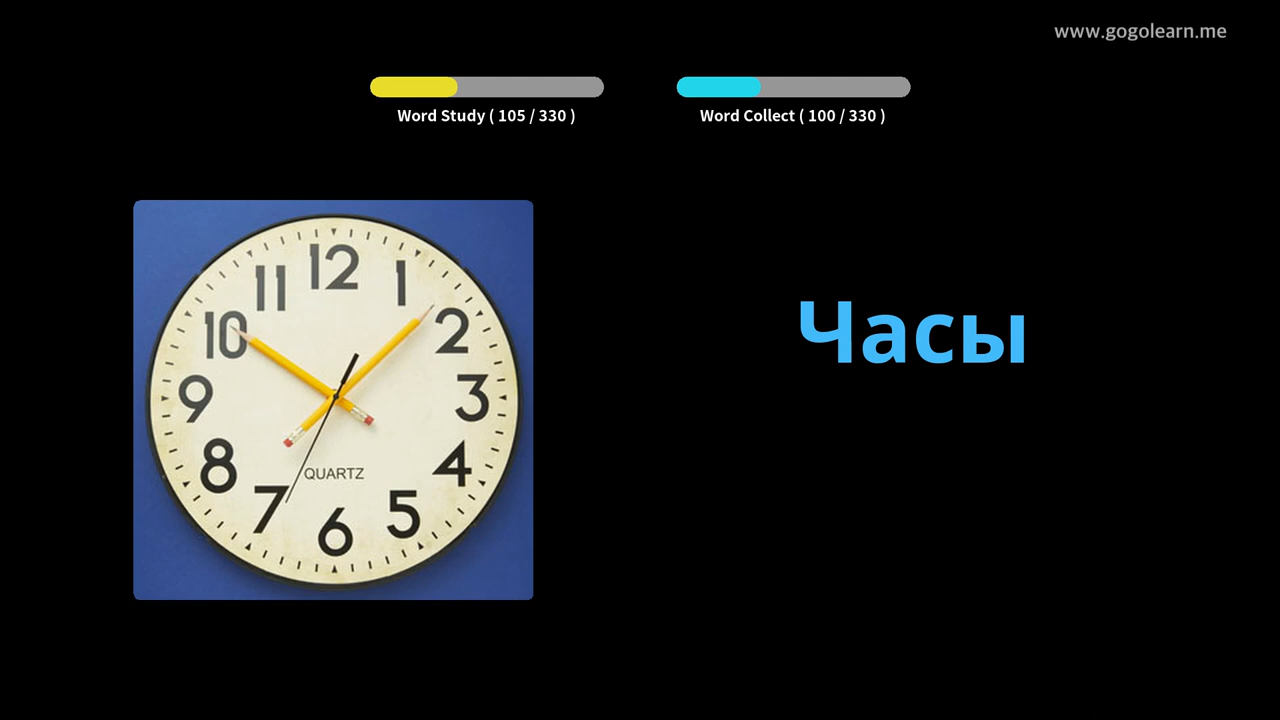 www.gogolearn.me
Word Study ( 105 / 330 )
Word Collect ( 100 / 330 )
12
11
1
10
2
9
3
8
4
7
5
6
QUARTZ
Часы